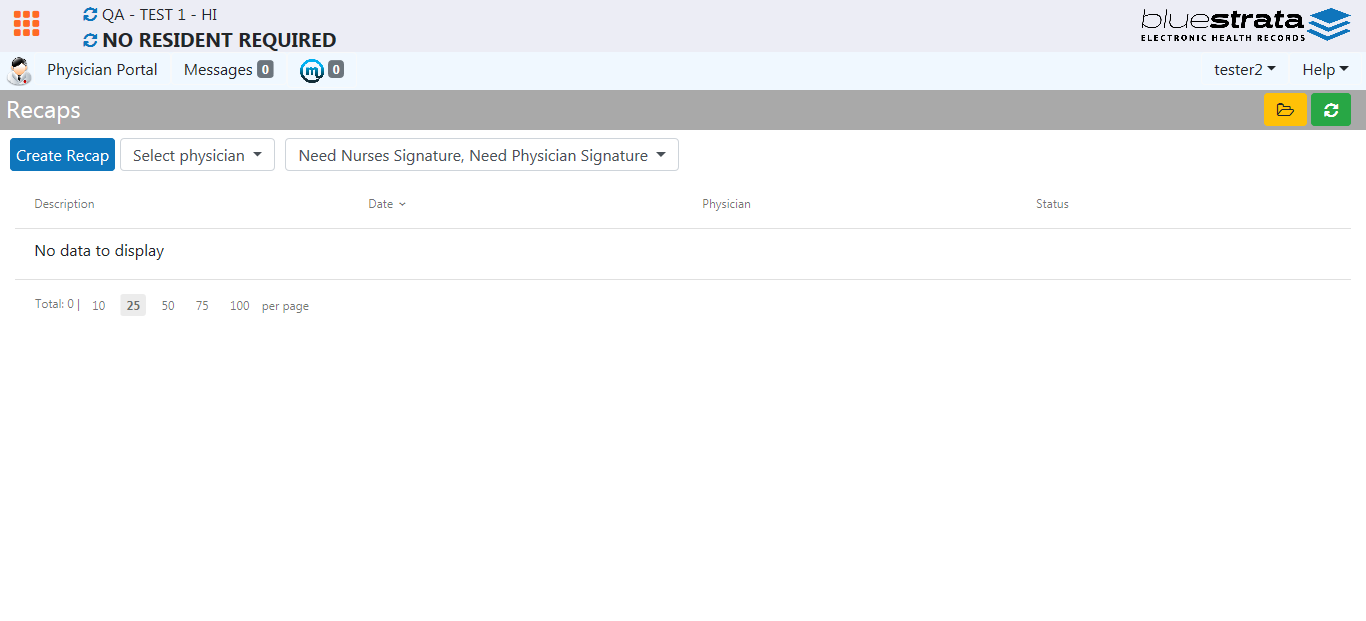 QA - TEST 1 - HI
NO RESIDENT REQUIRED
bluestrata
ELECTRONIC HEALTH RECORDS
Physician Portal Messages 0 m 0 tester2 Help
Recaps
Create Recap Select physician Need Nurses Signature, Need Physician Signature
Description Date Physician Status
No data to display
Total: 0 | 10 25 50 75 100 per page